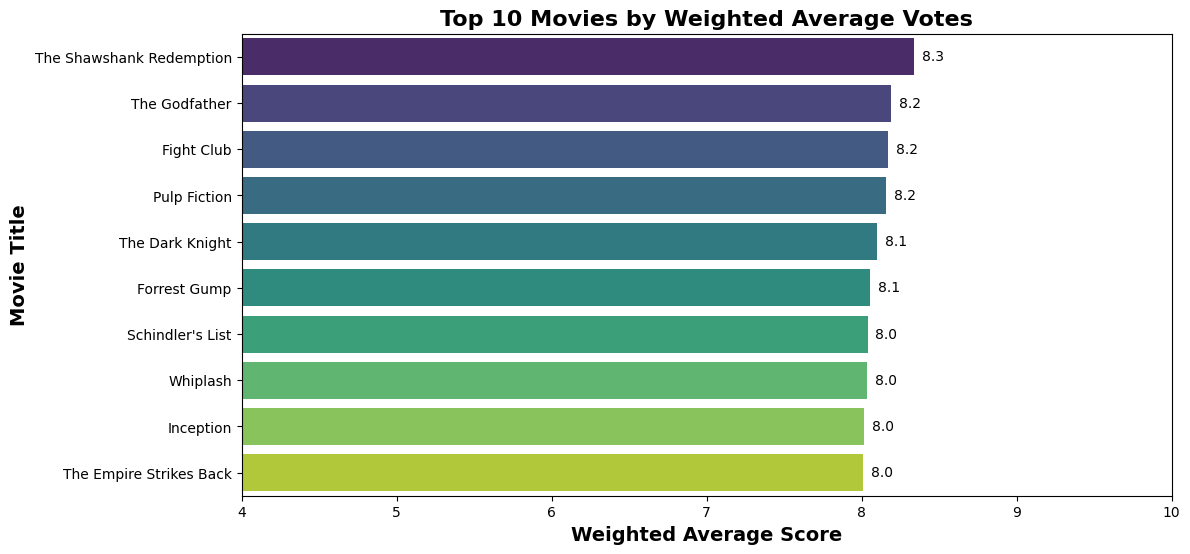 Top 10 Movies by Weighted Average Votes
Movie Title
The Shawshank Redemption 8.3
The Godfather 8.2
Fight Club 8.2
Pulp Fiction 8.2
The Dark Knight 8.1
Forrest Gump 8.1
Schindler's List 8.0
Whiplash 8.0
Inception 8.0
The Empire Strikes Back 8.0
4 5 6 7 8 9 10
Weighted Average Score